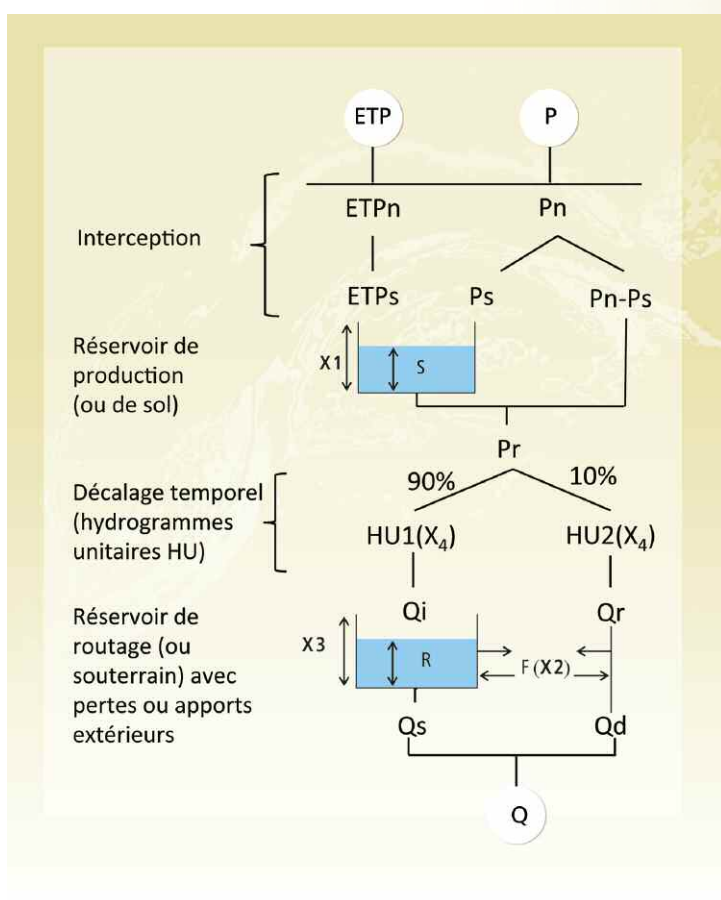 ETP P
ETPn Pn
Interception
ETPs Ps Pn-Ps
Réservoir de
production
(ou de sol)
X1 S
Pr
90% 10%
Décalage temporel
(hydrogrammes
unitaires HU)
HU1(X₄) HU2(X₄)
Réservoir de
routage (ou
souterrain) avec
pertes ou apports
extérieurs
Qi Qr
X3 R F(X2)
Qs Qd
Q